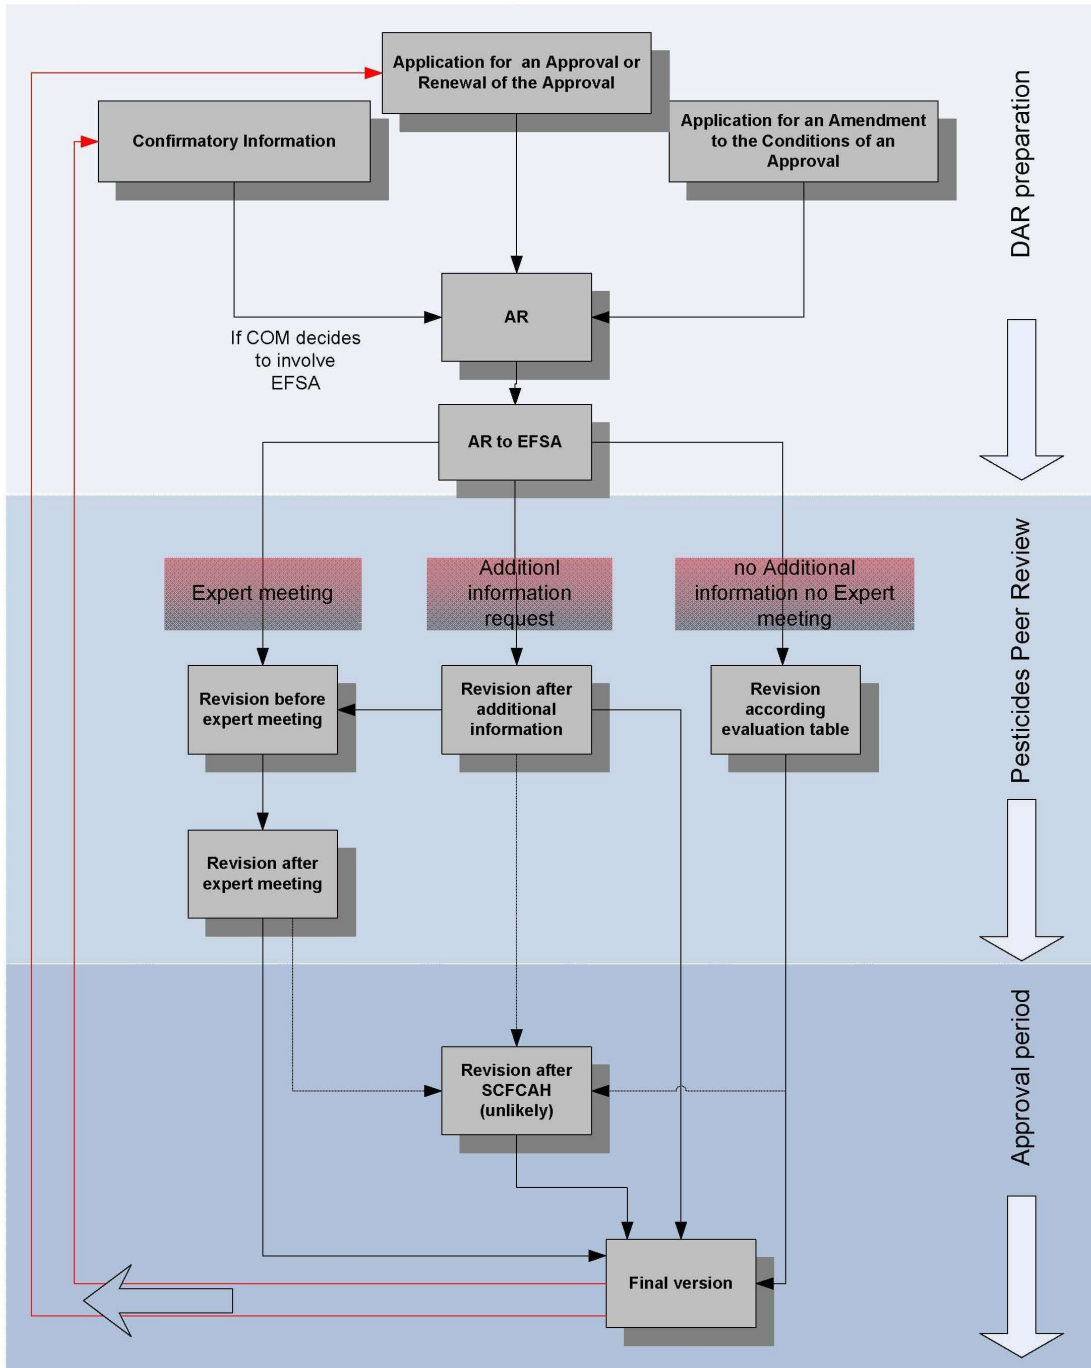 Application for an Approval or
Renewal of the Approval
Confirmatory Information
Application for an Amendment
to the Conditions of an
Approval
DAR preparation
AR
If COM decides
to involve
EFSA
AR to EFSA
Expert meeting
Additionl
information
request
no Additional
information no Expert
meeting
Pesticides Peer Review
Revision before
expert meeting
Revision after
additional
information
Revision
according
evaluation table
Revision after
expert meeting
Approval period
Revision after
SCFCAH
(unlikely)
Final version